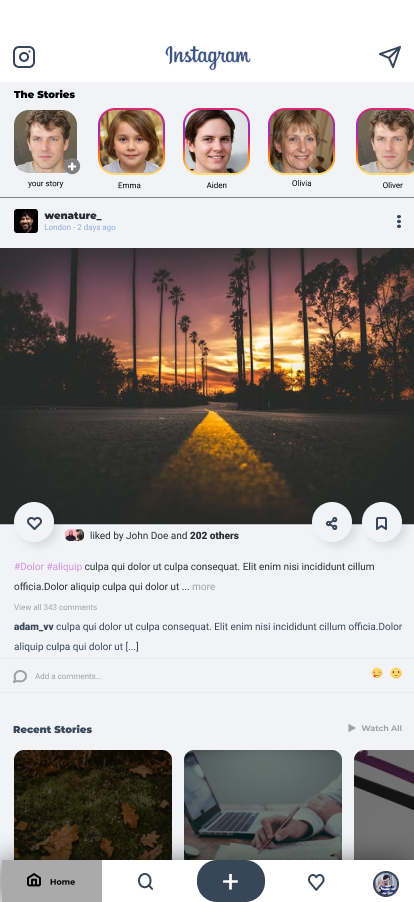 Instagram
The Stories
your story
Emma
Aiden
Olivia
Oliver
wenature_
London - 2 days ago
liked by John Doe and 202 others
#Dolor #aliquip culpa qui dolor ut culpa consequat. Elit enim nisi incididunt cillum
officia.Dolor aliquip culpa qui dolor ut ... more
View all 343 comments
adam_vv culpa qui dolor ut culpa consequat. Elit enim nisi incididunt cillum officia.Dolor
aliquip culpa qui dolor ut [...]
Add a comments...
Recent Stories
Watch All
Home